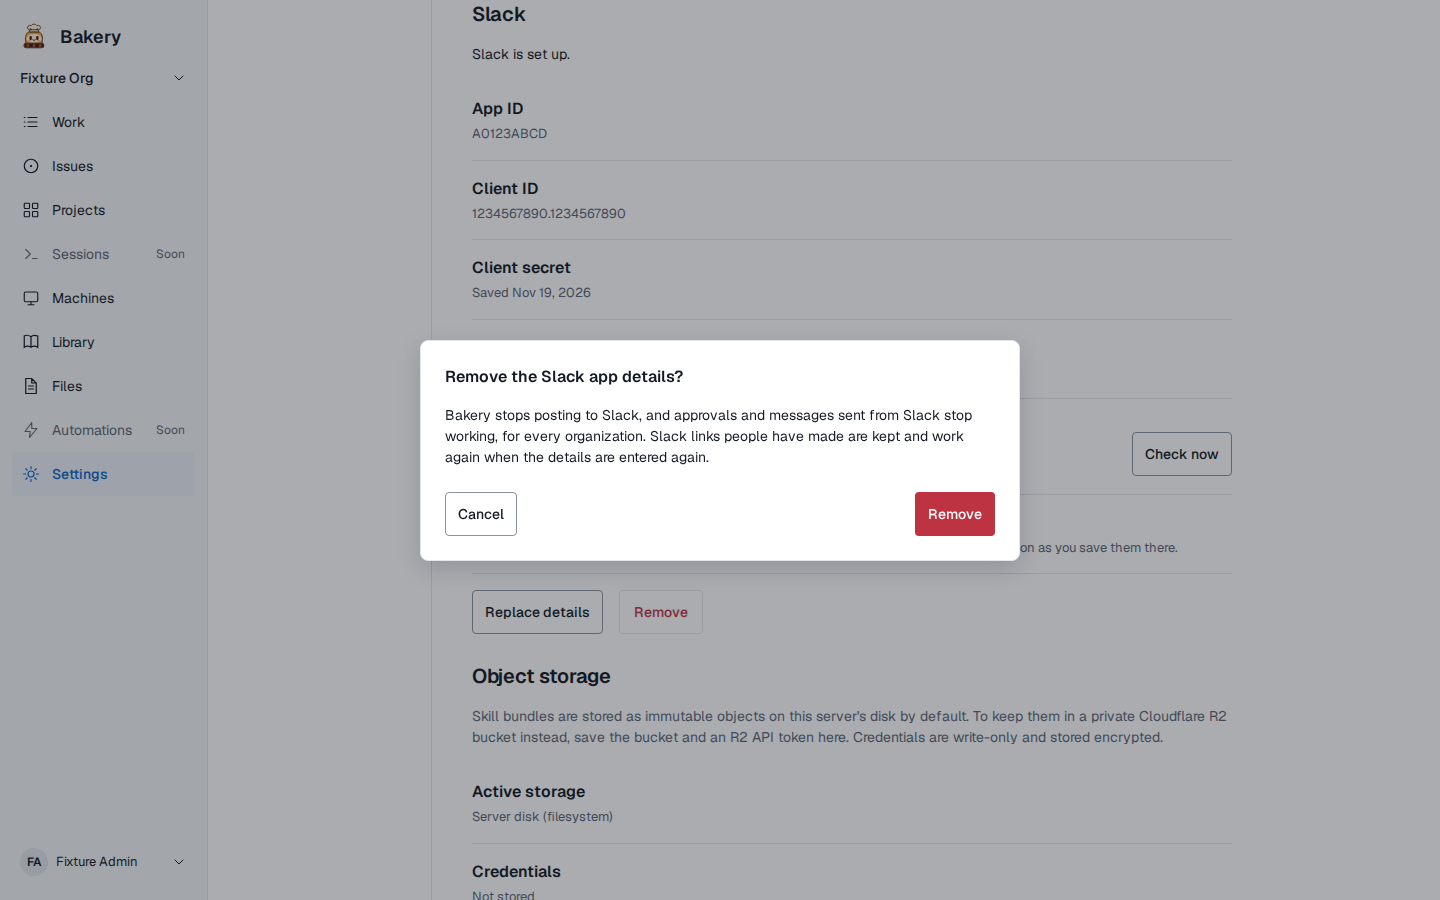 Bakery
Fixture Org
Work
Issues
Projects
Sessions Soon
Machines
Library
Files
Automations Soon
Settings
FA Fixture Admin
Slack
Slack is set up.
App ID
A0123ABCD
Client ID
1234567890.1234567890
Client secret
Saved Nov 19, 2026
Remove the Slack app details?
Bakery stops posting to Slack, and approvals and messages sent from Slack stop
working, for every organization. Slack links people have made are kept and work
again when the details are entered again.
Cancel
Remove
Check now
on as you save them there.
Replace details
Remove
Object storage
Skill bundles are stored as immutable objects on this server's disk by default. To keep them in a private Cloudflare R2
bucket instead, save the bucket and an R2 API token here. Credentials are write-only and stored encrypted.
Active storage
Server disk (filesystem)
Credentials
Not stored